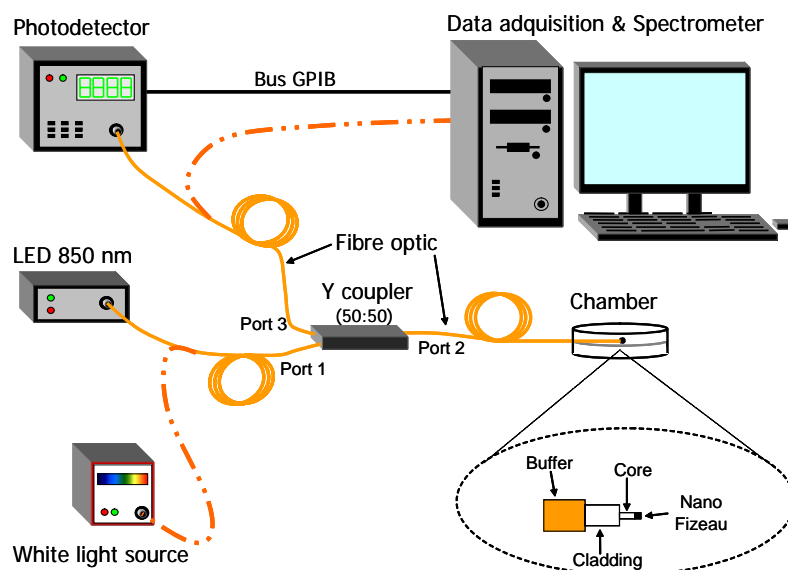 Photodetector
Data adquisition & Spectrometer
Bus GPIB
8888
LED 850 nm
Fibre optic
Y coupler
(50:50)
Port 3
Port 2
Port 1
Chamber
Buffer
Core
Nano
Fizeau
Cladding
White light source